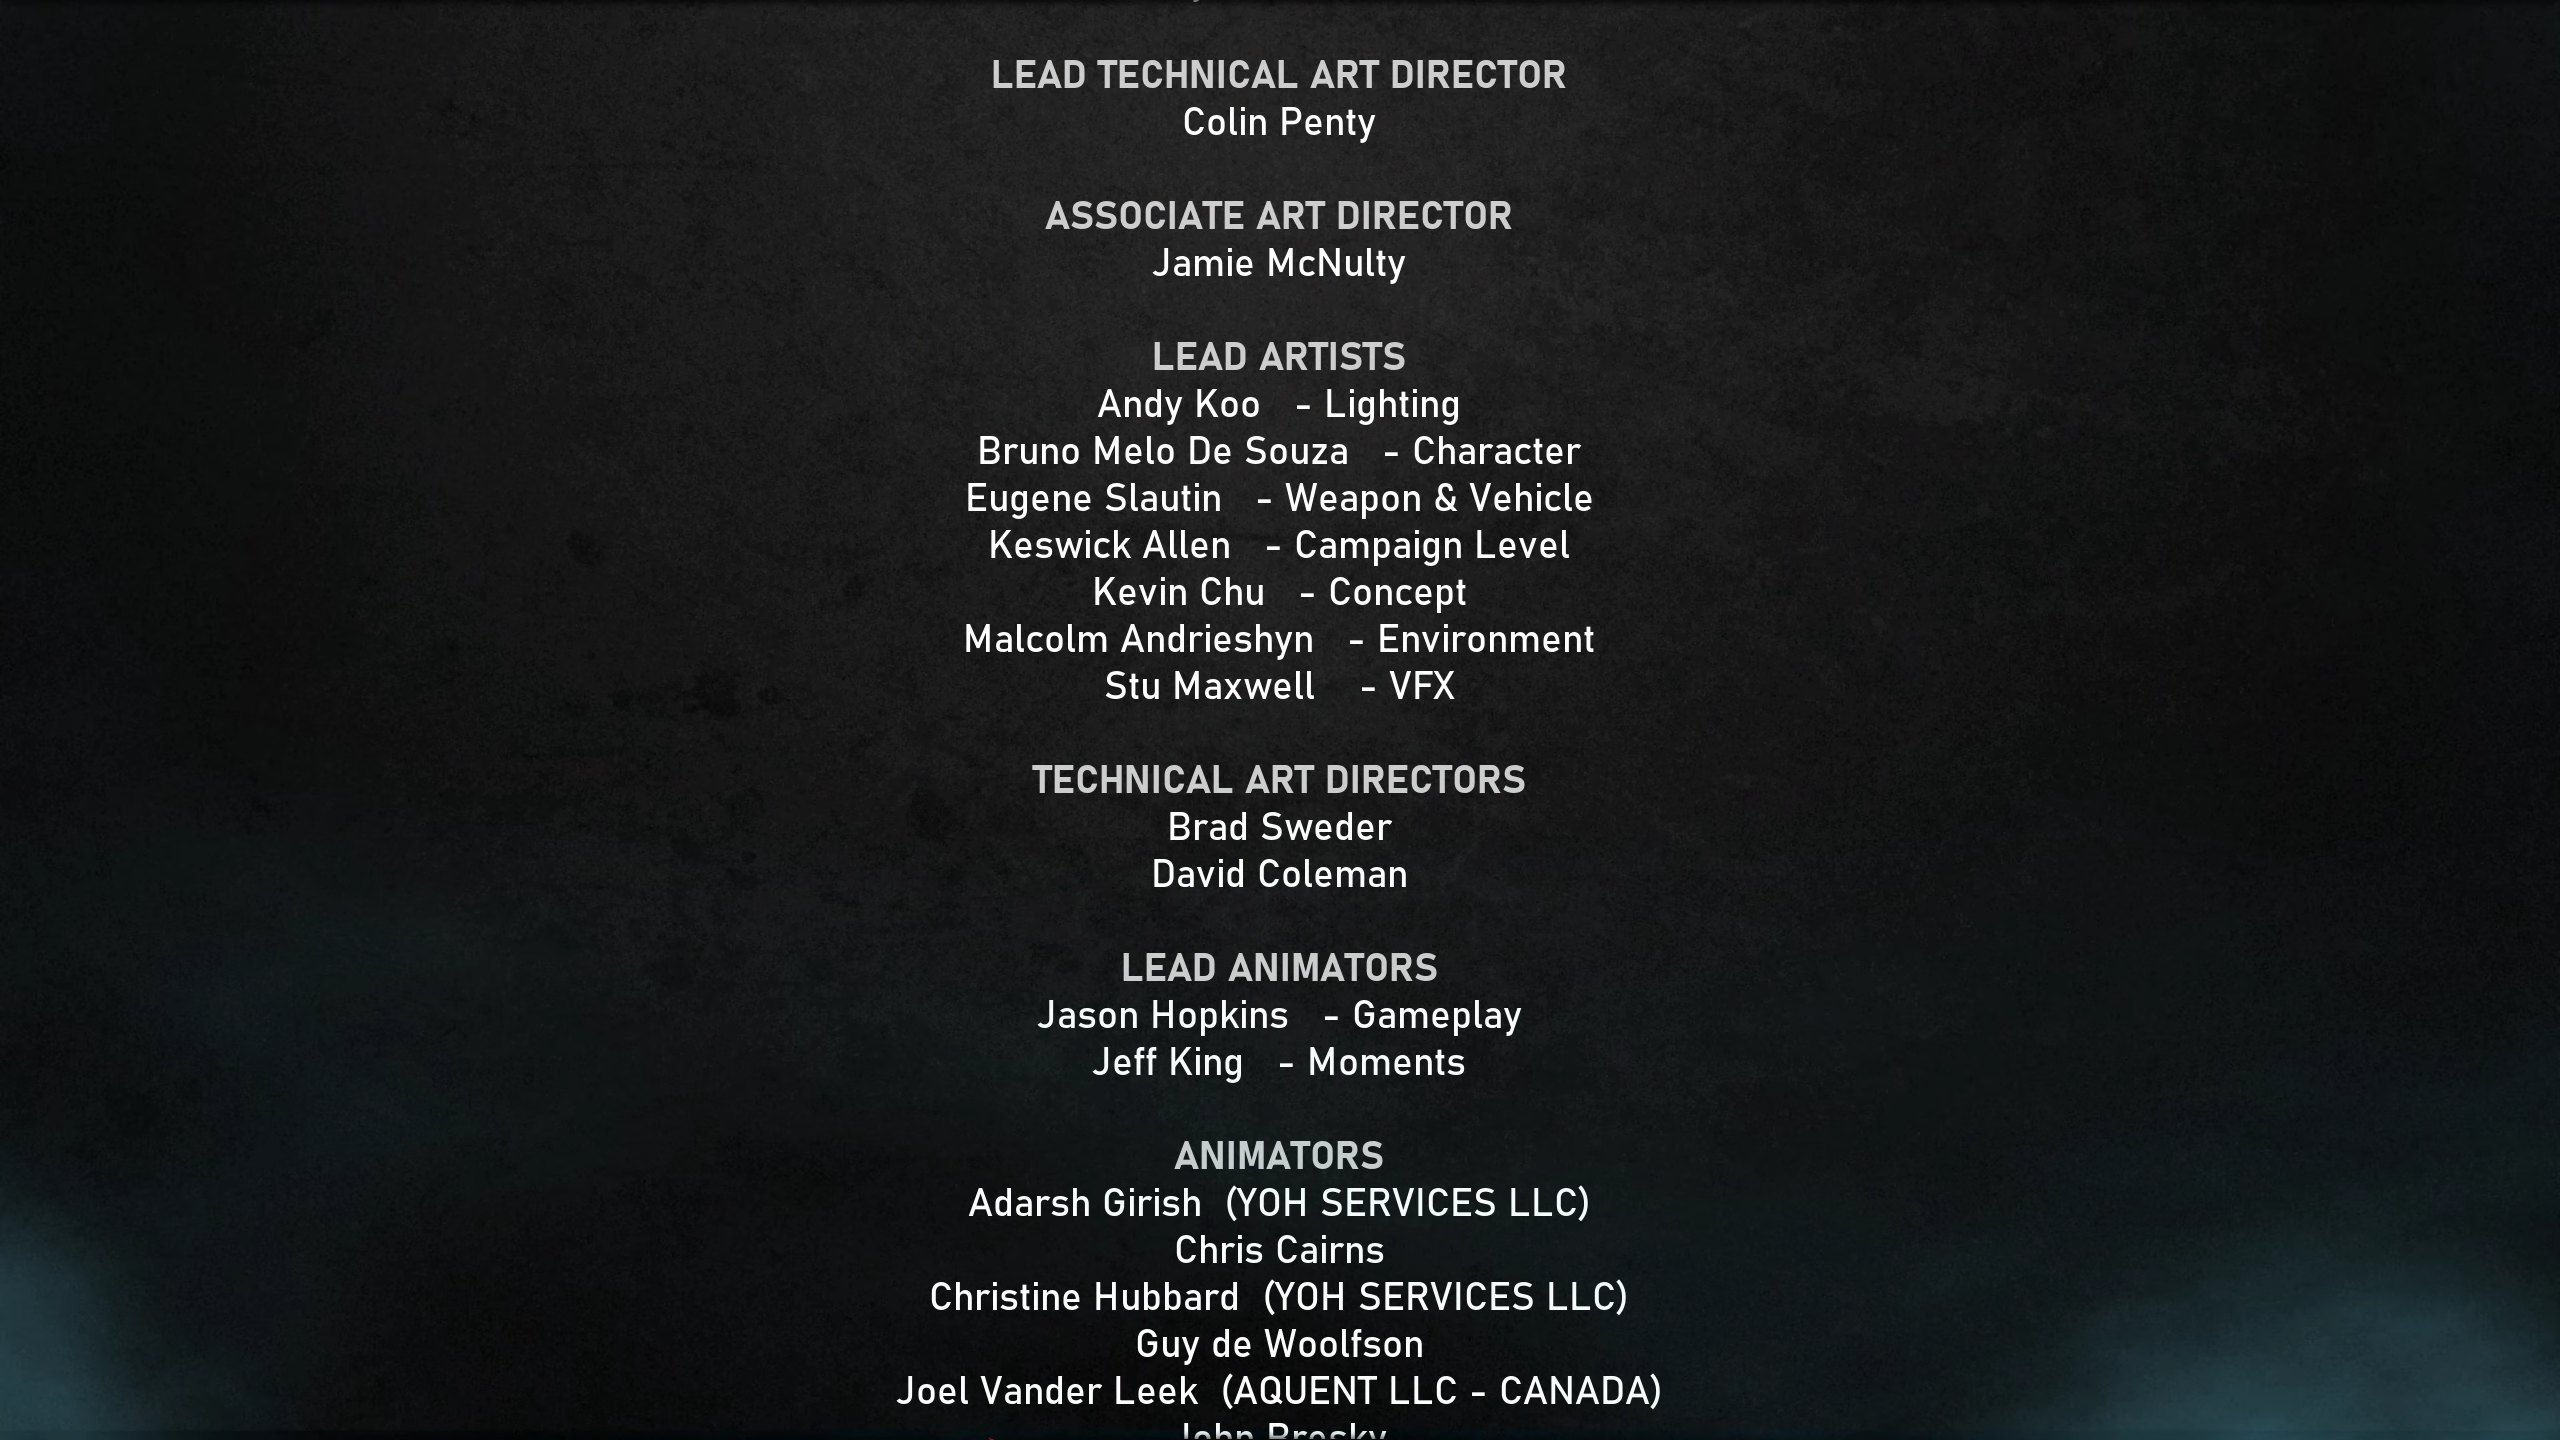 LEAD TECHNICAL ART DIRECTOR
Colin Penty
ASSOCIATE ART DIRECTOR
Jamie McNulty
LEAD ARTISTS
Andy Koo - Lighting
Bruno Melo De Souza - Character
Eugene Slautin - Weapon & Vehicle
Keswick Allen - Campaign Level
Kevin Chu - Concept
Malcolm Andrieshyn - Environment
Stu Maxwell - VFX
TECHNICAL ART DIRECTORS
Brad Sweder
David Coleman
LEAD ANIMATORS
Jason Hopkins - Gameplay
Jeff King - Moments
ANIMATORS
Adarsh Girish (YOH SERVICES LLC)
Chris Cairns
Christine Hubbard (YOH SERVICES LLC)
Guy de Woolfson
Joel Vander Leek (AQUENT LLC - CANADA)
John